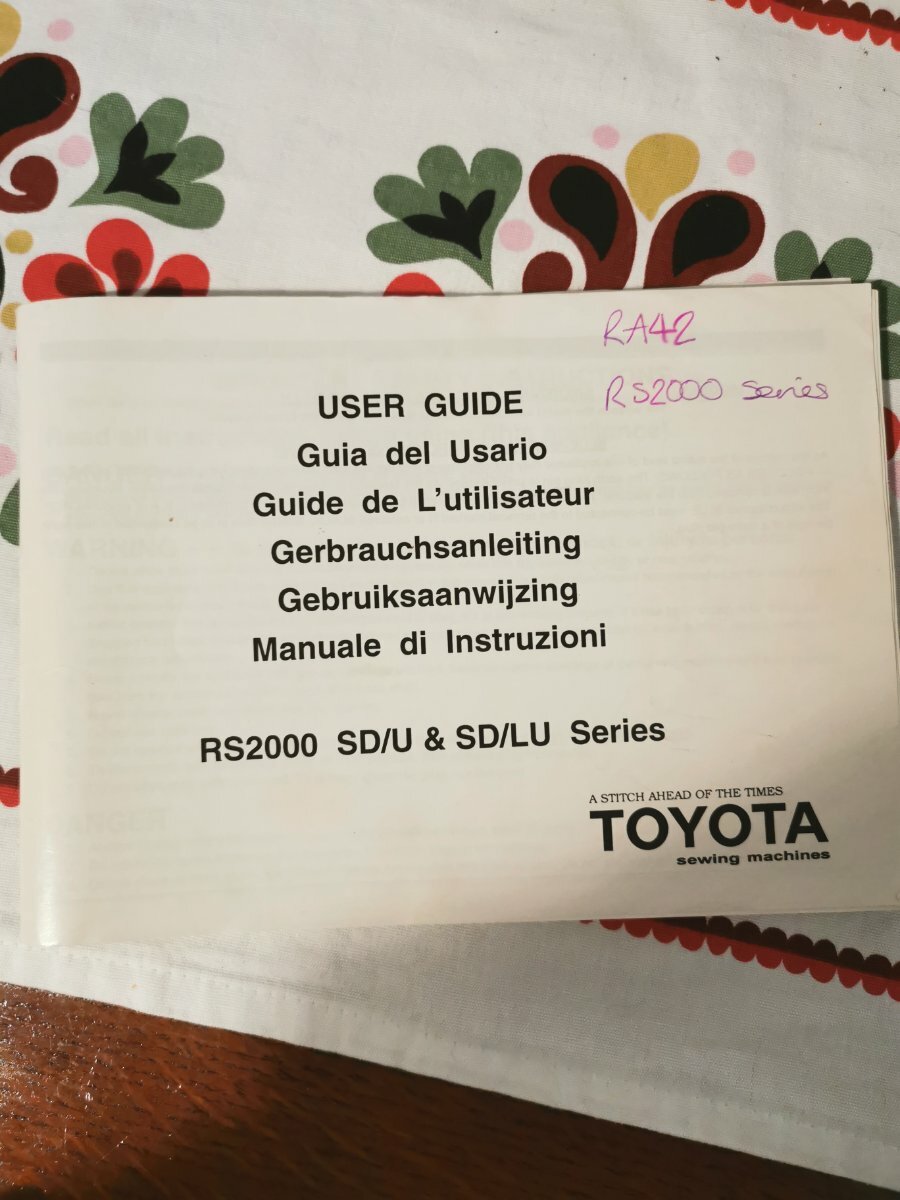 RA42
RS2000 series
USER GUIDE
Guia del Usario
Guide de L'utilisateur
Gerbrauchsanleiting
Gebruiksaanwijzing
Manuale di Instruzioni
RS2000 SD/U & SD/LU Series
A STITCH AHEAD OF THE TIMES
TOYOTA
sewing machines